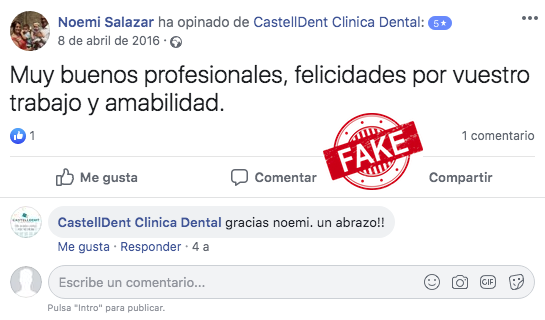 Noemi Salazar ha opinado de CastellDent Clinica Dental: 5★
8 de abril de 2016 ·
Muy buenos profesionales, felicidades por vuestro
trabajo y amabilidad.
1
1 comentario
FAKE
Me gusta
Comentar
Compartir
CastellDent Clinica Dental gracias noemi. un abrazo!!
Me gusta · Responder · 4 a
Escribe un comentario...
GIF
Pulsa "Intro" para publicar.